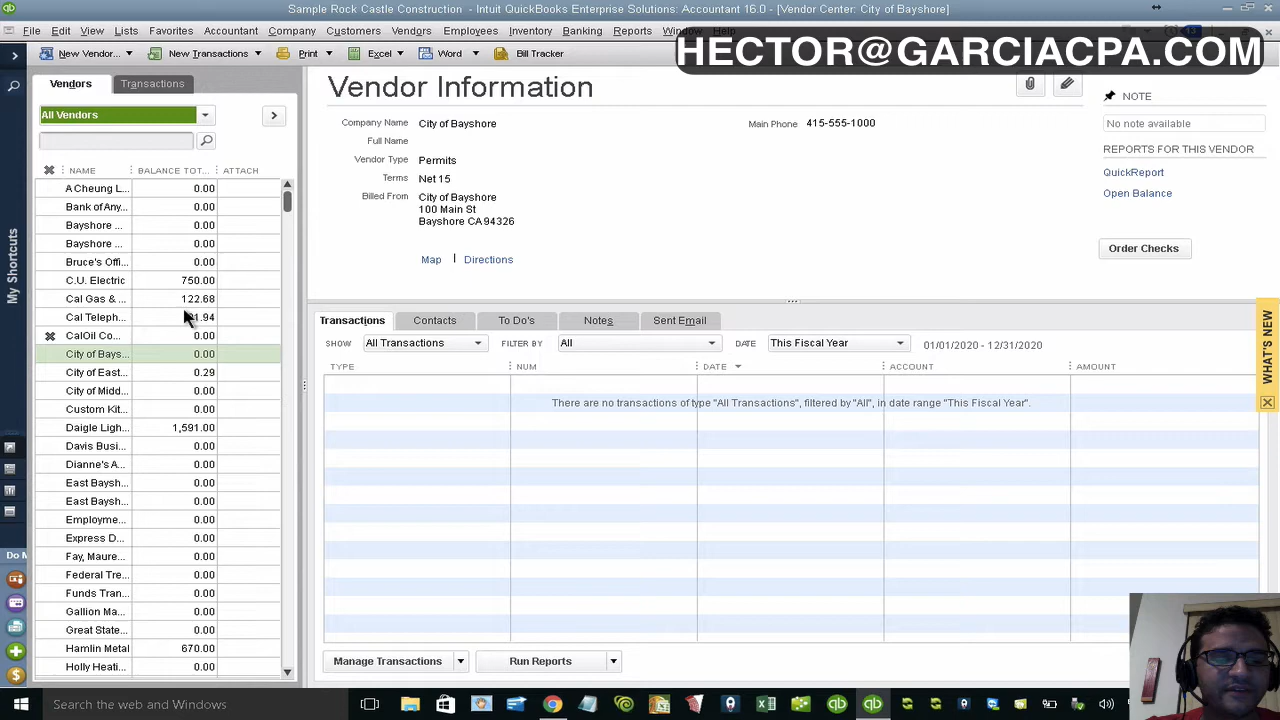 Sample Rock Castle Construction - Intuit QuickBooks Enterprise Solutions: Accountant 16.0 - [Vendor Center: City of Bayshore]
File Edit View Lists Favorites Accountant Company Customers Vendors Employees Inventory Banking Reports Window
HECTOR@GARCIACPA.COM
New Vendor... New Transactions Print Excel Word Bill Tracker
Vendors Transactions
All Vendors
NAME BALANCE TOT... ATTACH
A Cheung L... 0.00
Bank of Any... 0.00
Bayshore ... 0.00
Bayshore ... 0.00
Bruce's Offi... 0.00
C.U. Electric 750.00
Cal Gas & ... 122.68
Cal Teleph... 1.94
CalOil Co... 0.00
City of Bays... 0.00
City of East... 0.29
City of Midd... 0.00
Custom Kit... 0.00
Daigle Ligh... 1,591.00
Davis Busi... 0.00
Dianne's A... 0.00
East Baysh... 0.00
East Baysh... 0.00
Employme... 0.00
Express D... 0.00
Fay, Maure... 0.00
Federal Tre... 0.00
Funds Tran... 0.00
Gallion Ma... 0.00
Great State... 0.00
Hamlin Metal 670.00
Holly Heati... 0.00
My Shortcuts
Do M
Vendor Information
Company Name City of Bayshore
Full Name
Vendor Type Permits
Terms Net 15
Billed From City of Bayshore
100 Main St
Bayshore CA 94326
Map Directions
Main Phone 415-555-1000
NOTE
No note available
REPORTS FOR THIS VENDOR
QuickReport
Open Balance
Order Checks
Transactions Contacts To Do's Notes Sent Email
SHOW All Transactions FILTER BY All DATE This Fiscal Year 01/01/2020 - 12/31/2020
TYPE NUM DATE ACCOUNT AMOUNT
There are no transactions of type "All Transactions", filtered by "All", in date range "This Fiscal Year".
Manage Transactions Run Reports
WHAT'S NEW
Search the web and Windows